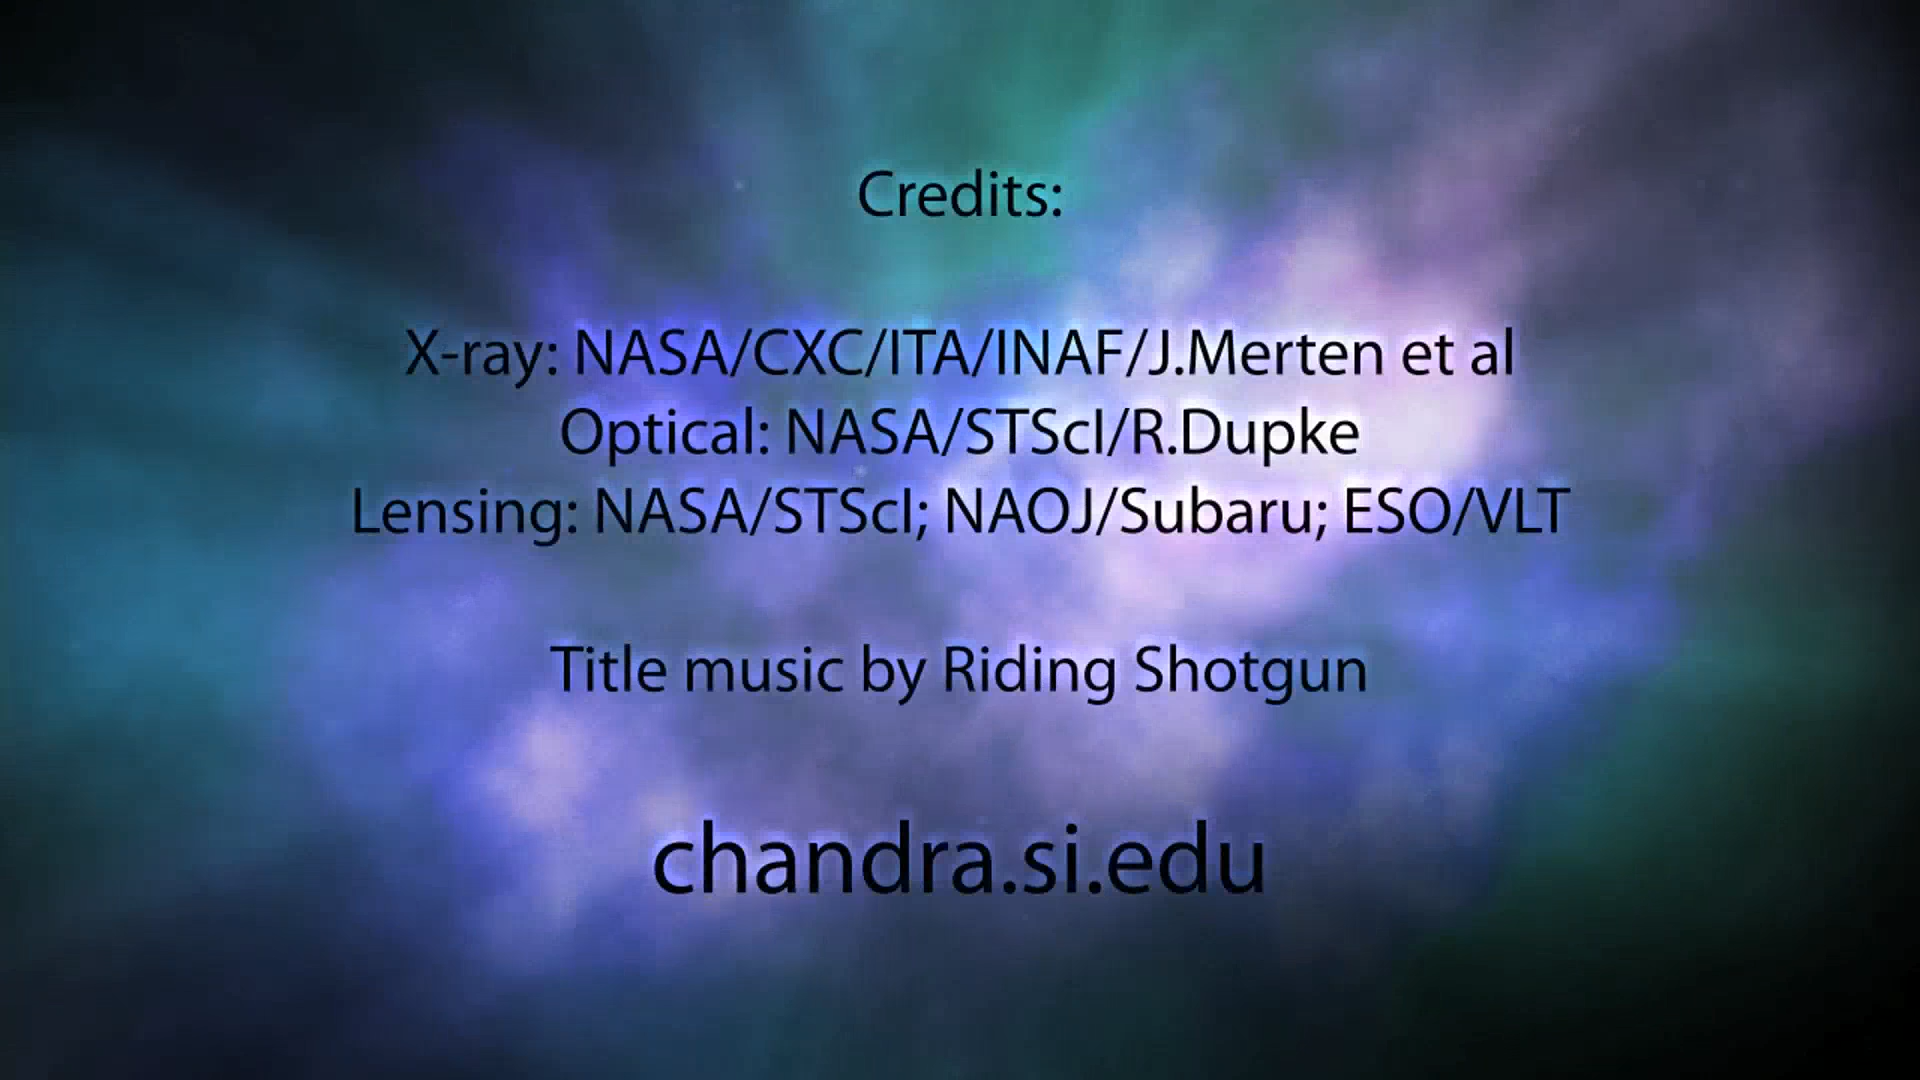 Credits:
X-ray: NASA/CXC/ITA/INAF/J.Merten et al
Optical: NASA/STScI/R.Dupke
Lensing: NASA/STScI; NAOJ/Subaru; ESO/VLT
Title music by Riding Shotgun
chandra.si.edu